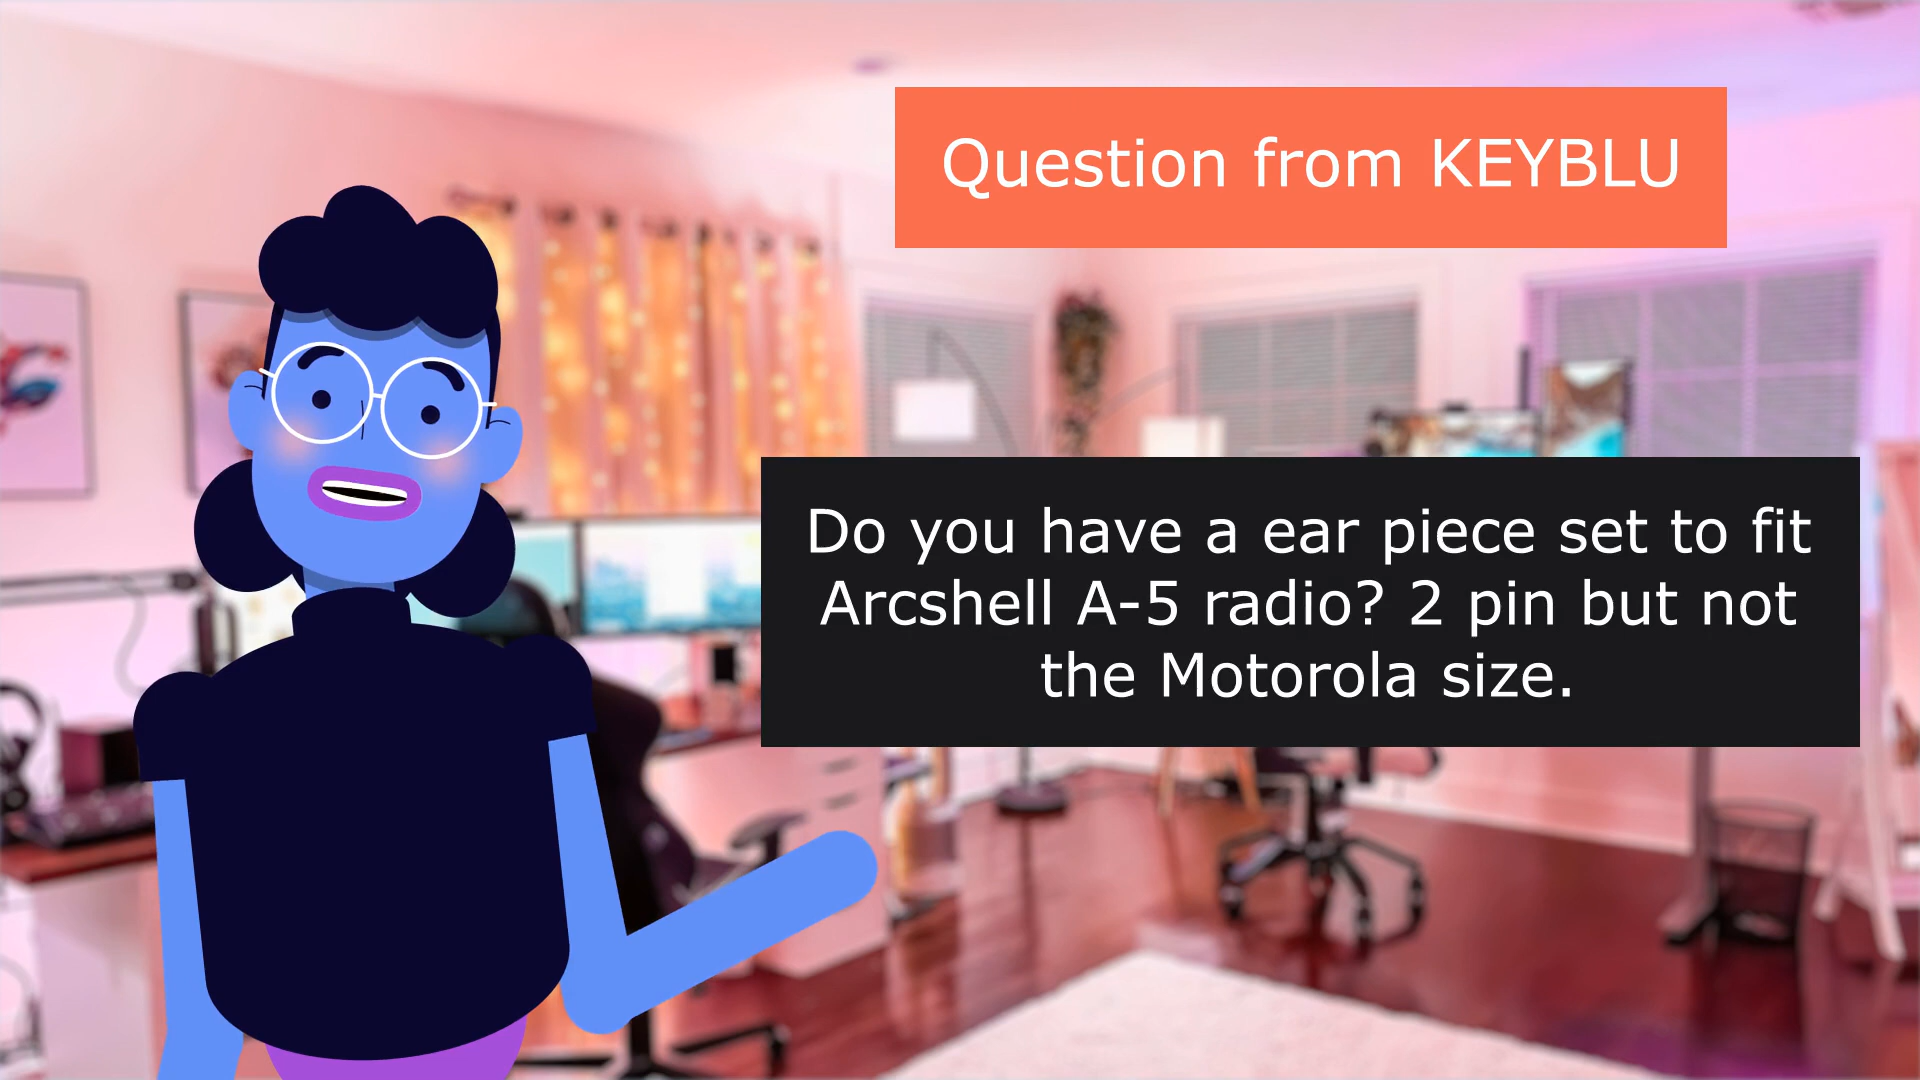 Question from KEYBLU
Do you have a ear piece set to fit
Arcshell A-5 radio? 2 pin but not
the Motorola size.